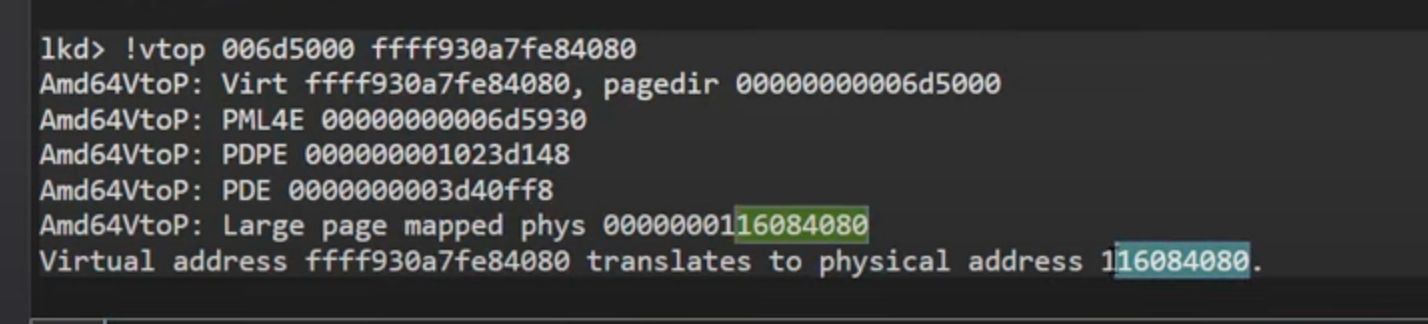 lkd> !vtop 006d5000 ffff930a7fe84080
Amd64VtoP: Virt ffff930a7fe84080, pagedir 00000000006d5000
Amd64VtoP: PML4E 00000000006d5930
Amd64VtoP: PDPE 000000001023d148
Amd64VtoP: PDE 0000000003d40ff8
Amd64VtoP: Large page mapped phys 0000000116084080
Virtual address ffff930a7fe84080 translates to physical address 116084080.